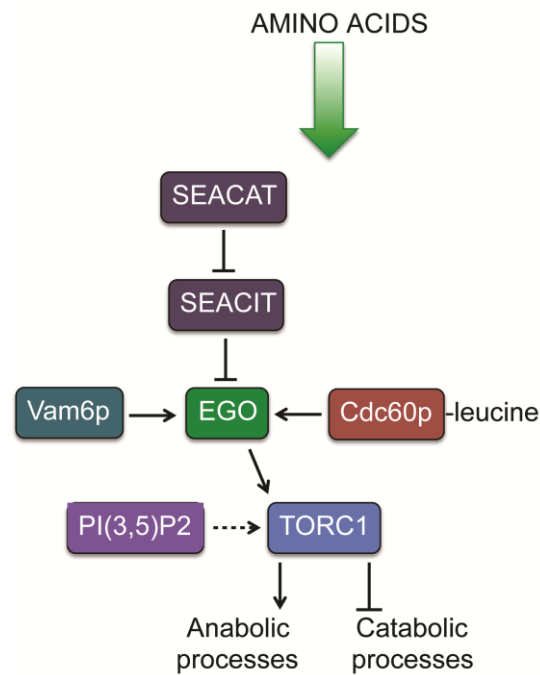 AMINO ACIDS
SEACAT
SEACIT
Vam6p
EGO
Cdc60p
-leucine
PI(3,5)P2
TORC1
Anabolic
processes
Catabolic
processes